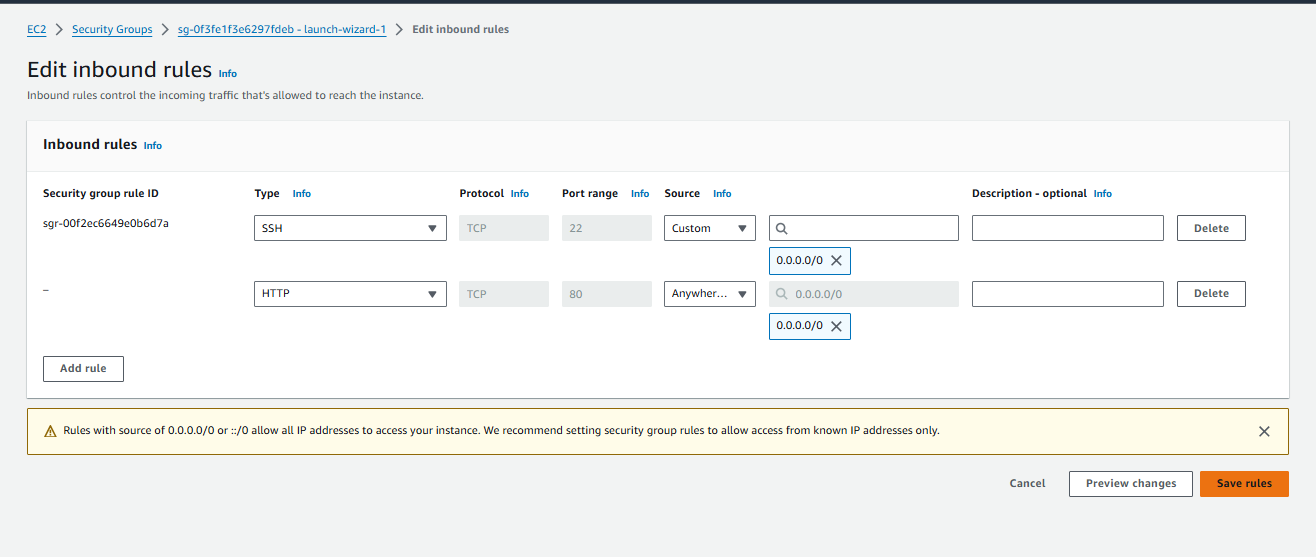 EC2 > Security Groups > sg-0f3fe1f3e6297fdeb - launch-wizard-1 > Edit inbound rules
Edit inbound rules Info
Inbound rules control the incoming traffic that's allowed to reach the instance.
Inbound rules Info
Security group rule ID Type Info Protocol Info Port range Info Source Info Description - optional Info
sgr-00f2ec6649e0b6d7a SSH TCP 22 Custom Delete
0.0.0.0/0
– HTTP TCP 80 Anywher... 0.0.0.0/0 Delete
0.0.0.0/0
Add rule
Rules with source of 0.0.0.0/0 or ::/0 allow all IP addresses to access your instance. We recommend setting security group rules to allow access from known IP addresses only.
Cancel Preview changes Save rules